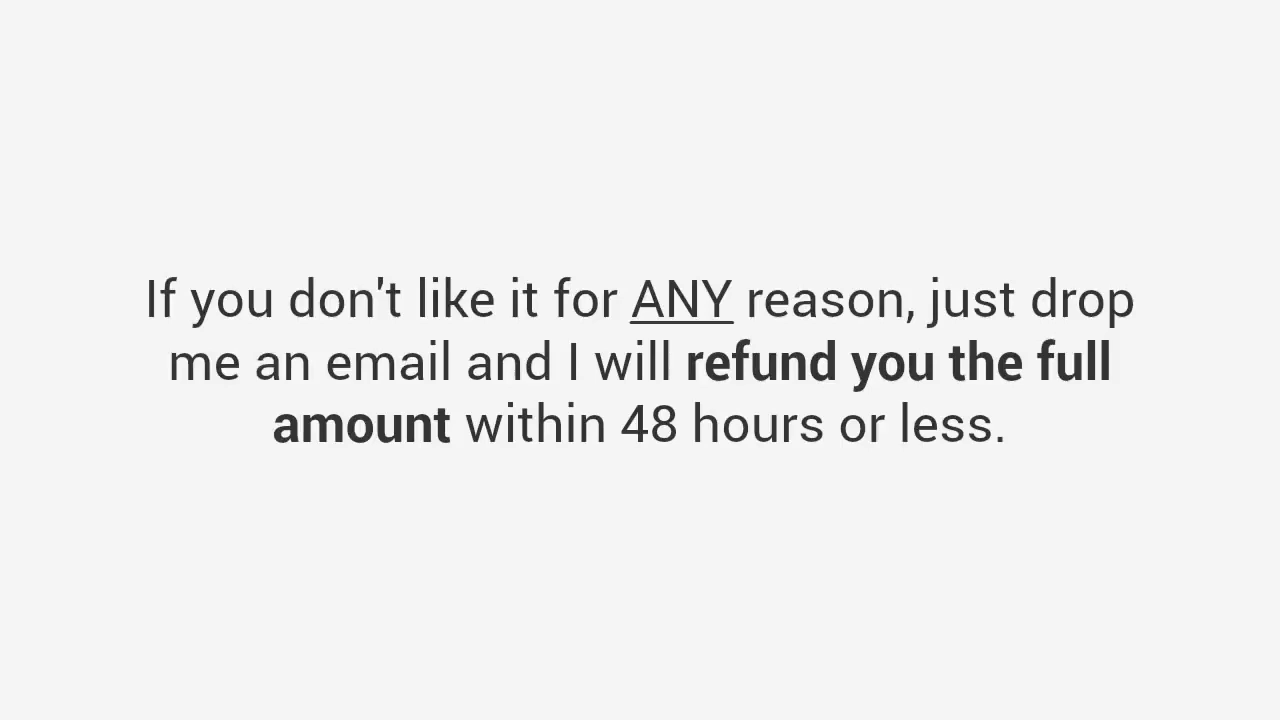 If you don't like it for ANY reason, just drop
me an email and I will refund you the full
amount within 48 hours or less.